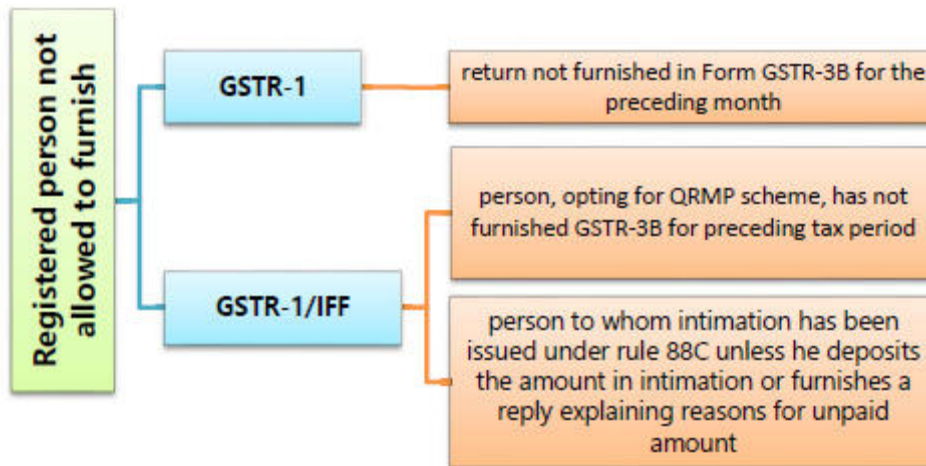 Registered person not
allowed to furnish
GSTR-1
return not furnished in Form GSTR-3B for the
preceding month
GSTR-1/IFF
person, opting for QRMP scheme, has not
furnished GSTR-3B for preceding tax period
person to whom intimation has been
issued under rule 88C unless he deposits
the amount in intimation or furnishes a
reply explaining reasons for unpaid
amount